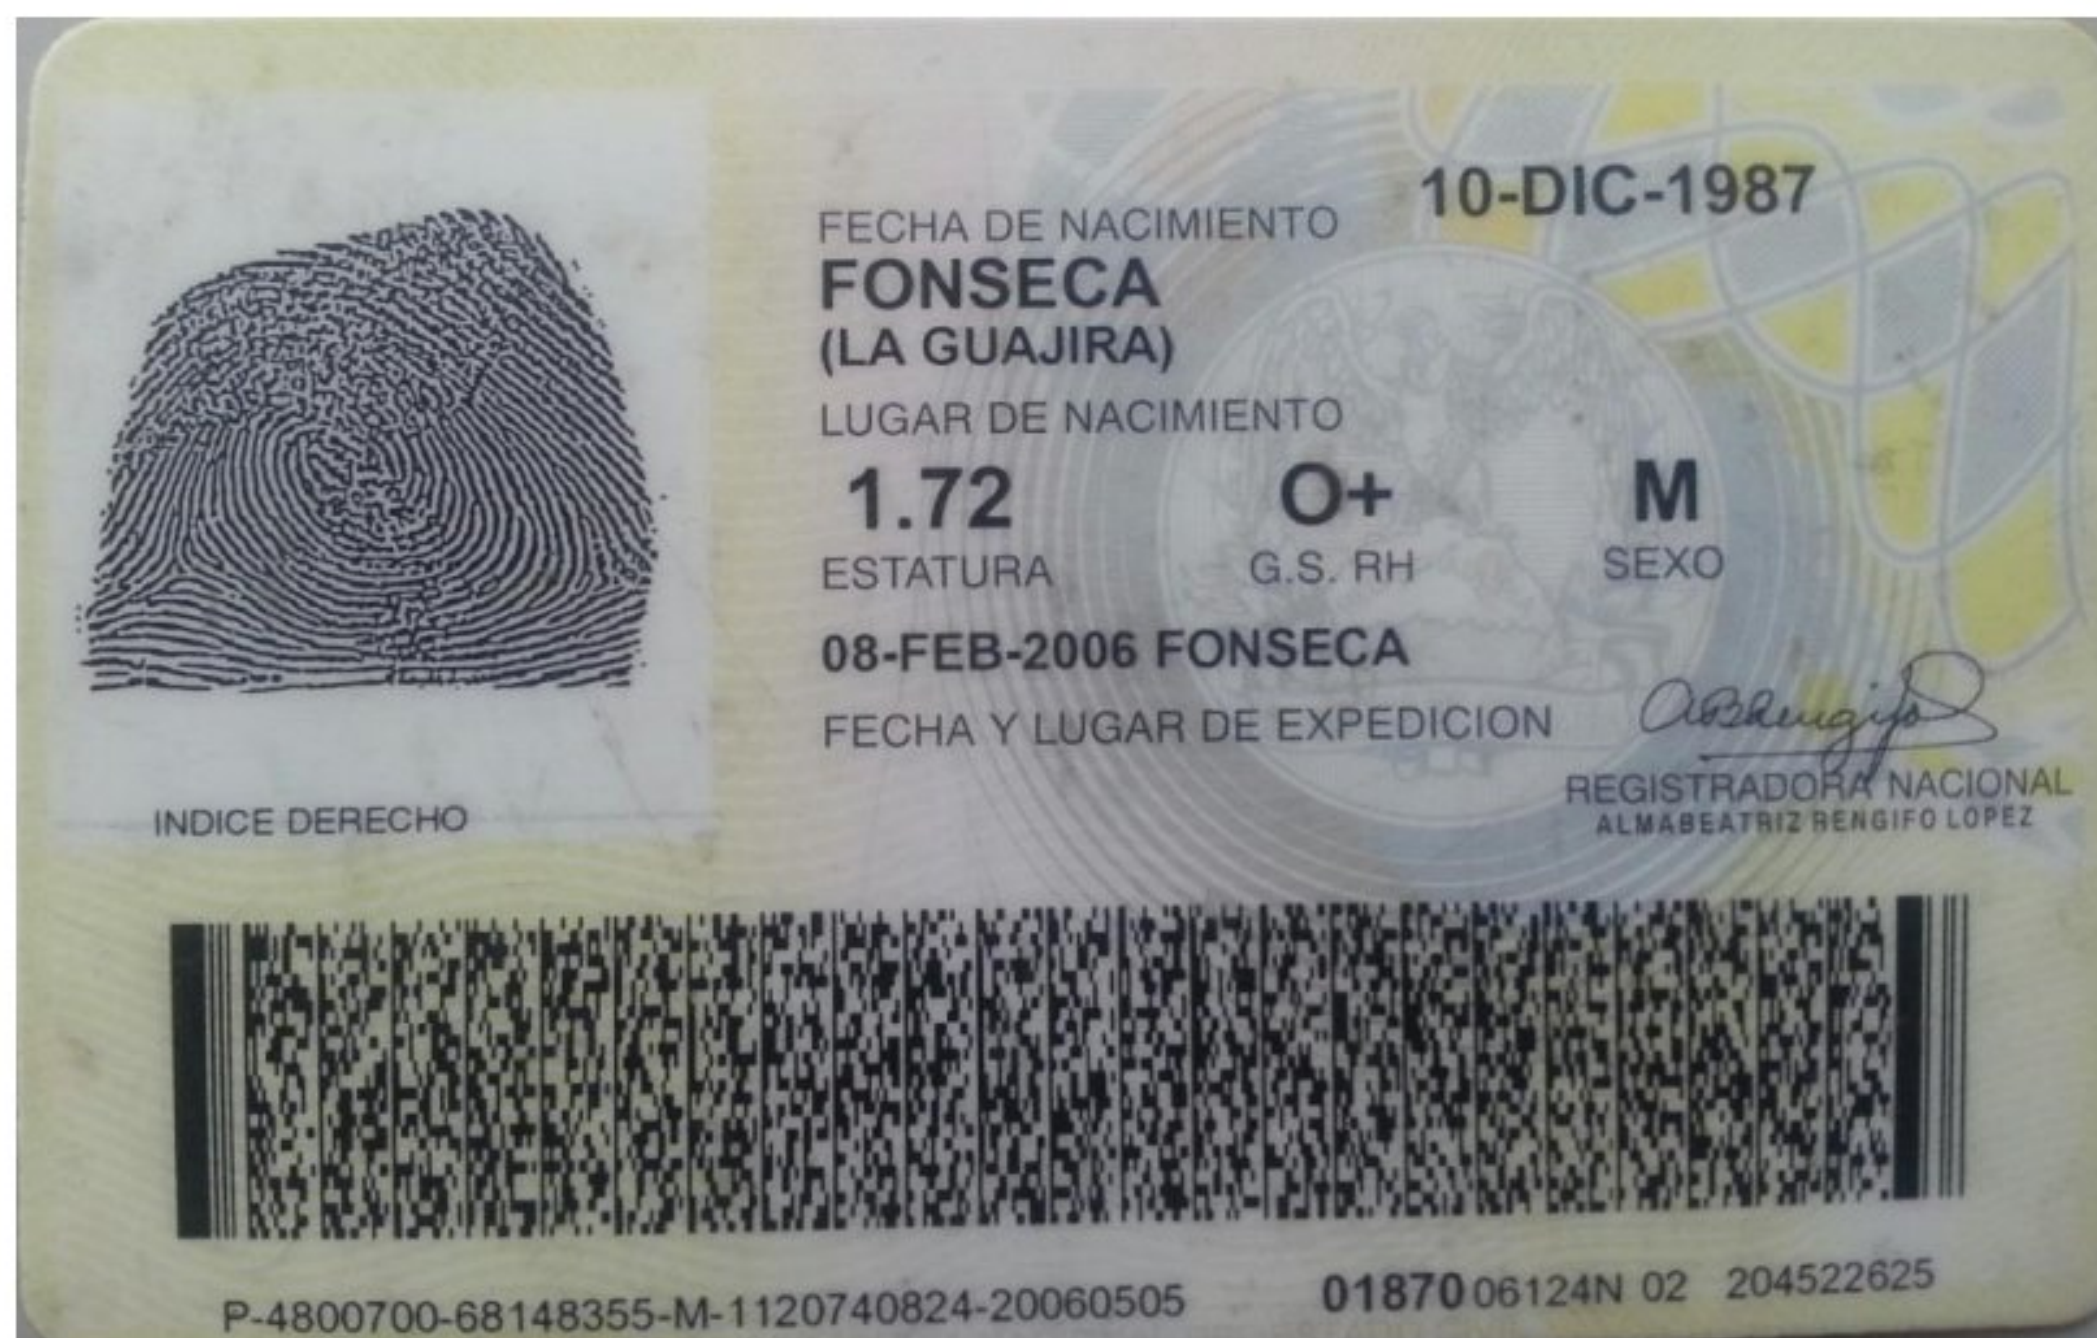 10-DIC-1987
FECHA DE NACIMIENTO
FONSECA
(LA GUAJIRA)
LUGAR DE NACIMIENTO
1.72 O+ M
ESTATURA G.S. RH SEXO
08-FEB-2006 FONSECA
FECHA Y LUGAR DE EXPEDICION
REGISTRADORA NACIONAL
ALMABEATRIZ RENGIFO LOPEZ
INDICE DERECHO
P-4800700-68148355-M-1120740824-20060505 0187006124N 02 204522625